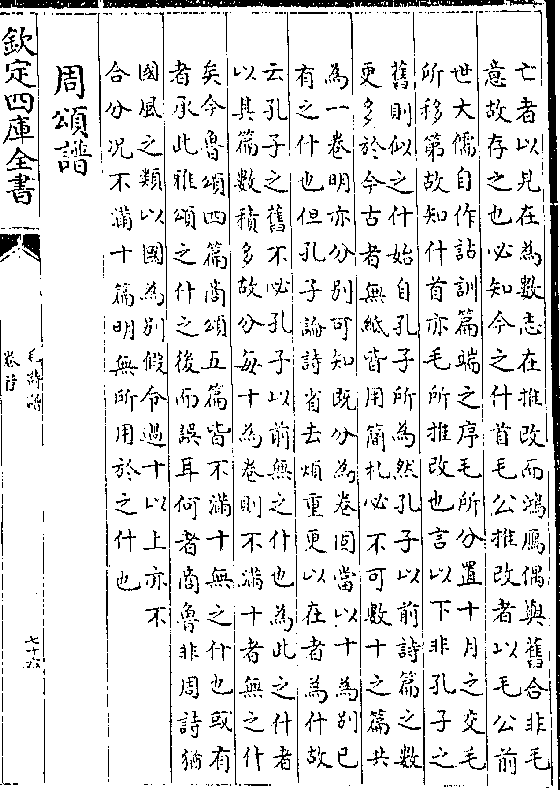 亡者以見在為數志在推改而鴻鴈偶與舊合非毛
意故存之也必知今之什首毛公推改者以毛公前
世大儒自作詁訓篇端之序毛所分置十月之交毛
所移第故知什首亦毛所推改也言以下非孔子之
舊則似之什始自孔子所為然孔子以前詩篇之數
更多於今古者無紙皆用簡札必不可數十之篇共
為一卷明亦分別可知既分為卷固當以十為別已
有之什也但孔子論詩省去煩重更以在者為什故
云孔子之舊不必孔子以前無之什也為此之什者
以其篇數積多故分每十為卷則不滿十者無之什
矣今魯頌四篇商頌五篇皆不滿十無之什也或有
者承此雅頌之什之後而誤耳何者商魯非周詩猶
國風之類以國為別假令過十以上亦不
合分况不滿十篇明無所用於之什也
周頌譜
欽定四庫全書
毛詩譜
卷首
七十六